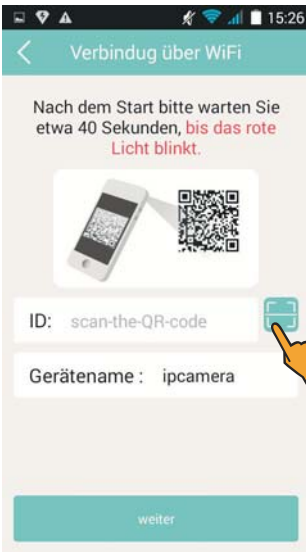 15:26
Verbindug über WiFi
Nach dem Start bitte warten Sie
etwa 40 Sekunden, bis das rote
Licht blinkt.
ID: scan-the-QR-code
Gerätename : ipcamera
weiter